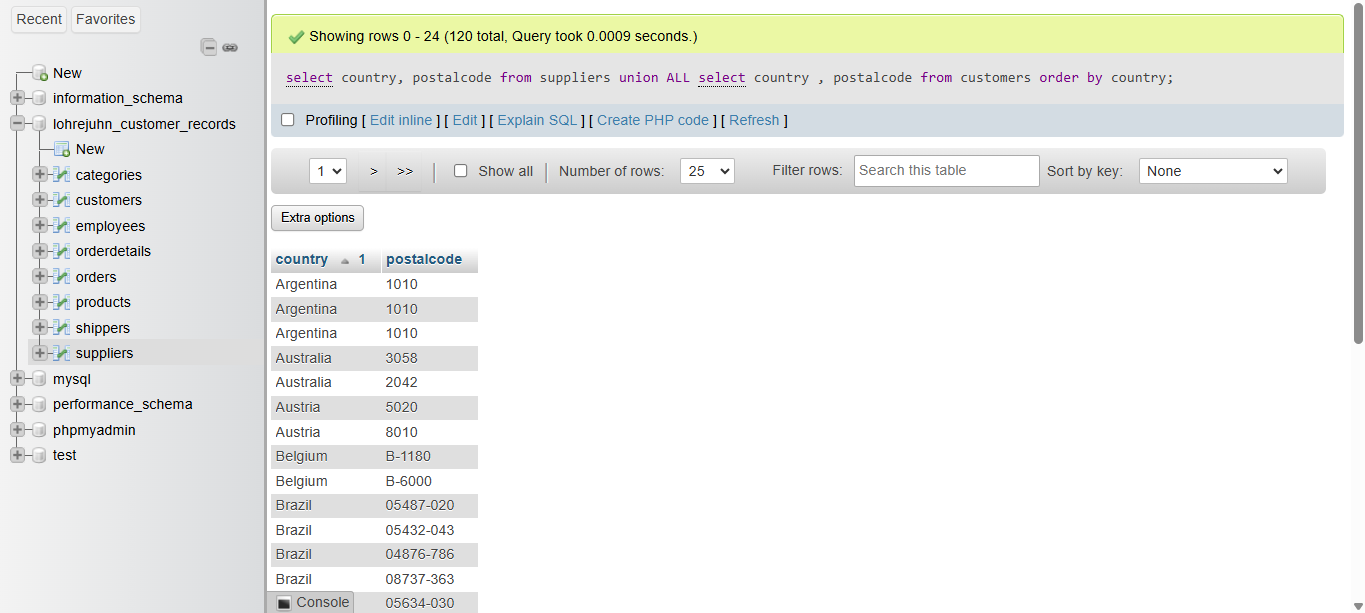 Recent Favorites
New
information_schema
lohrejuhn_customer_records
New
categories
customers
employees
orderdetails
orders
products
shippers
suppliers
mysql
performance_schema
phpmyadmin
test
Showing rows 0 - 24 (120 total, Query took 0.0009 seconds.)
select country, postalcode from suppliers union ALL select country , postalcode from customers order by country;
Profiling [ Edit inline ] [ Edit ] [ Explain SQL ] [ Create PHP code ] [ Refresh ]
1 > >> Show all Number of rows: 25 Filter rows: Search this table Sort by key: None
Extra options
country 1 postalcode
Argentina 1010
Argentina 1010
Argentina 1010
Australia 3058
Australia 2042
Austria 5020
Austria 8010
Belgium B-1180
Belgium B-6000
Brazil 05487-020
Brazil 05432-043
Brazil 04876-786
Brazil 08737-363
Console 05634-030